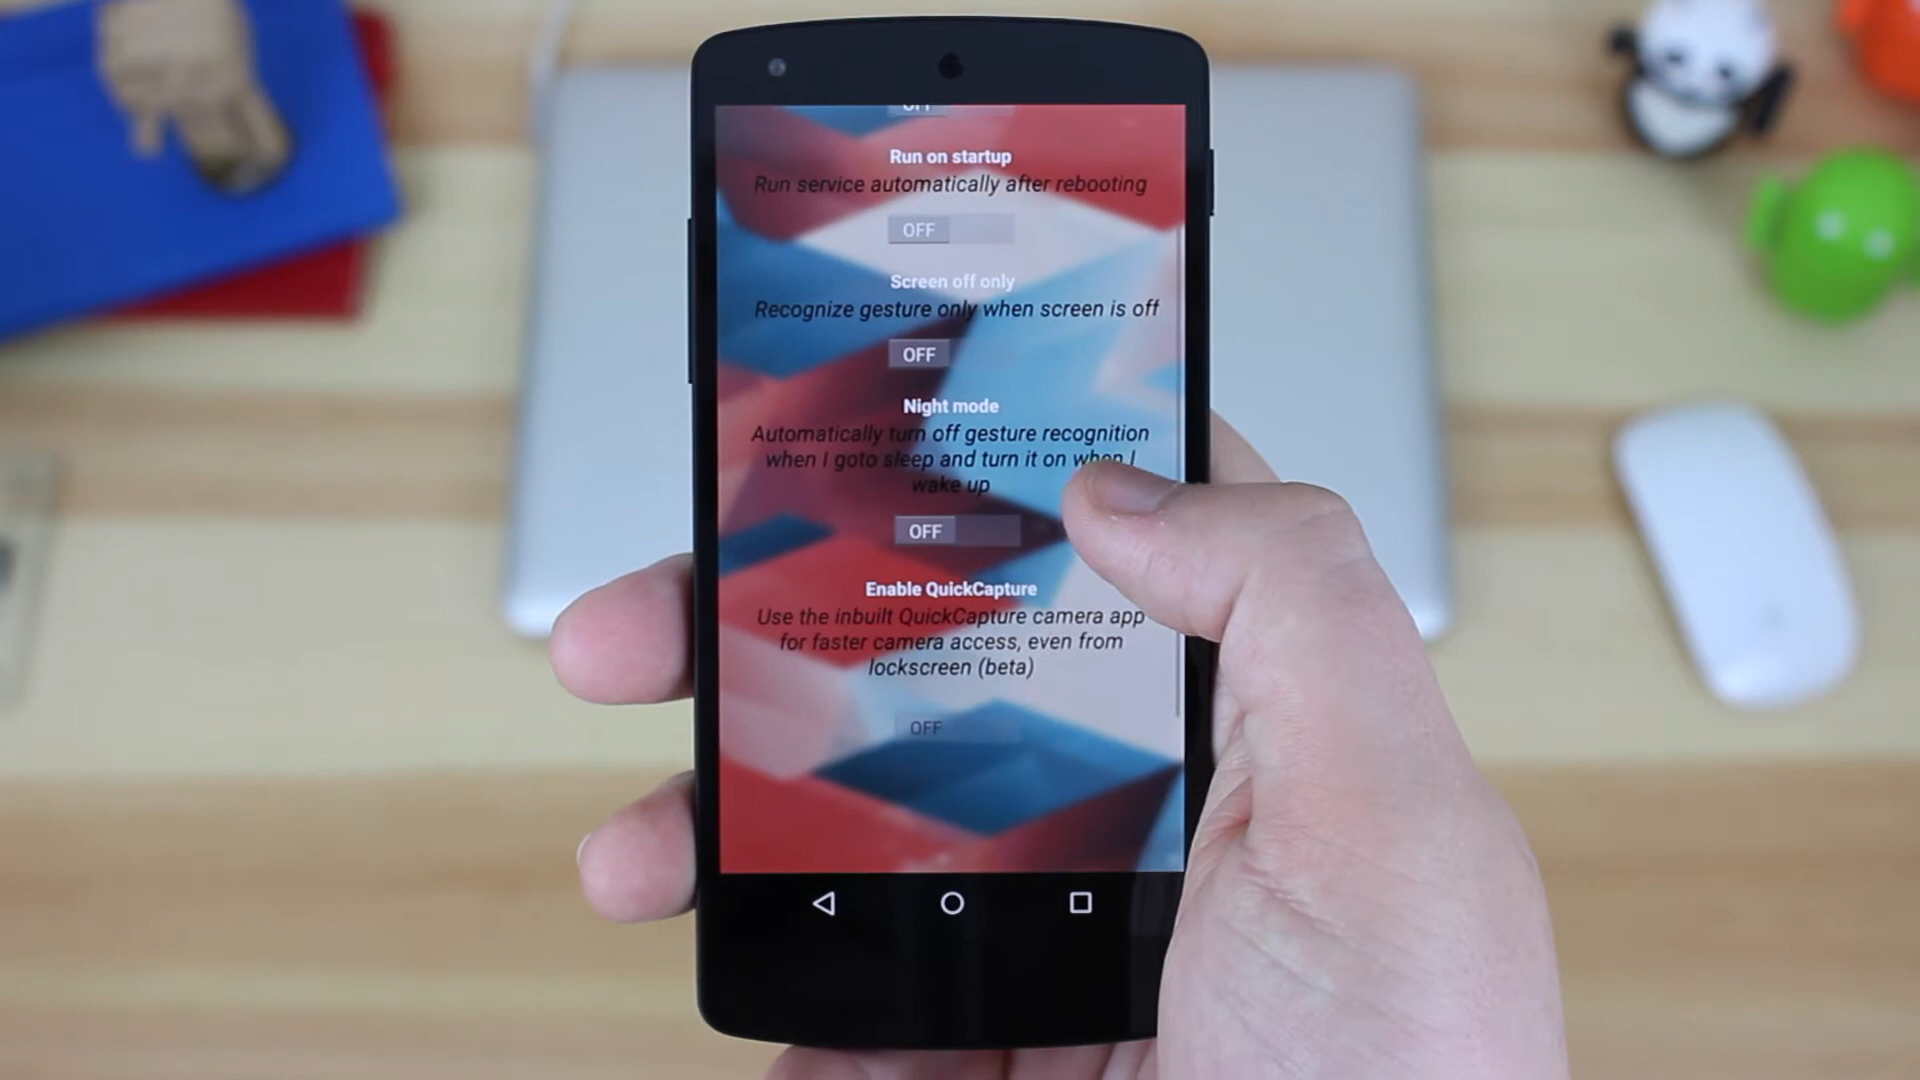 OFF
Run on startup
Run service automatically after rebooting
OFF
Screen off only
Recognize gesture only when screen is off
OFF
Night mode
Automatically turn off gesture recognition
when I goto sleep and turn it on when I
wake up
OFF
Enable QuickCapture
Use the inbuilt QuickCapture camera app
for faster camera access, even from
lockscreen (beta)
OFF